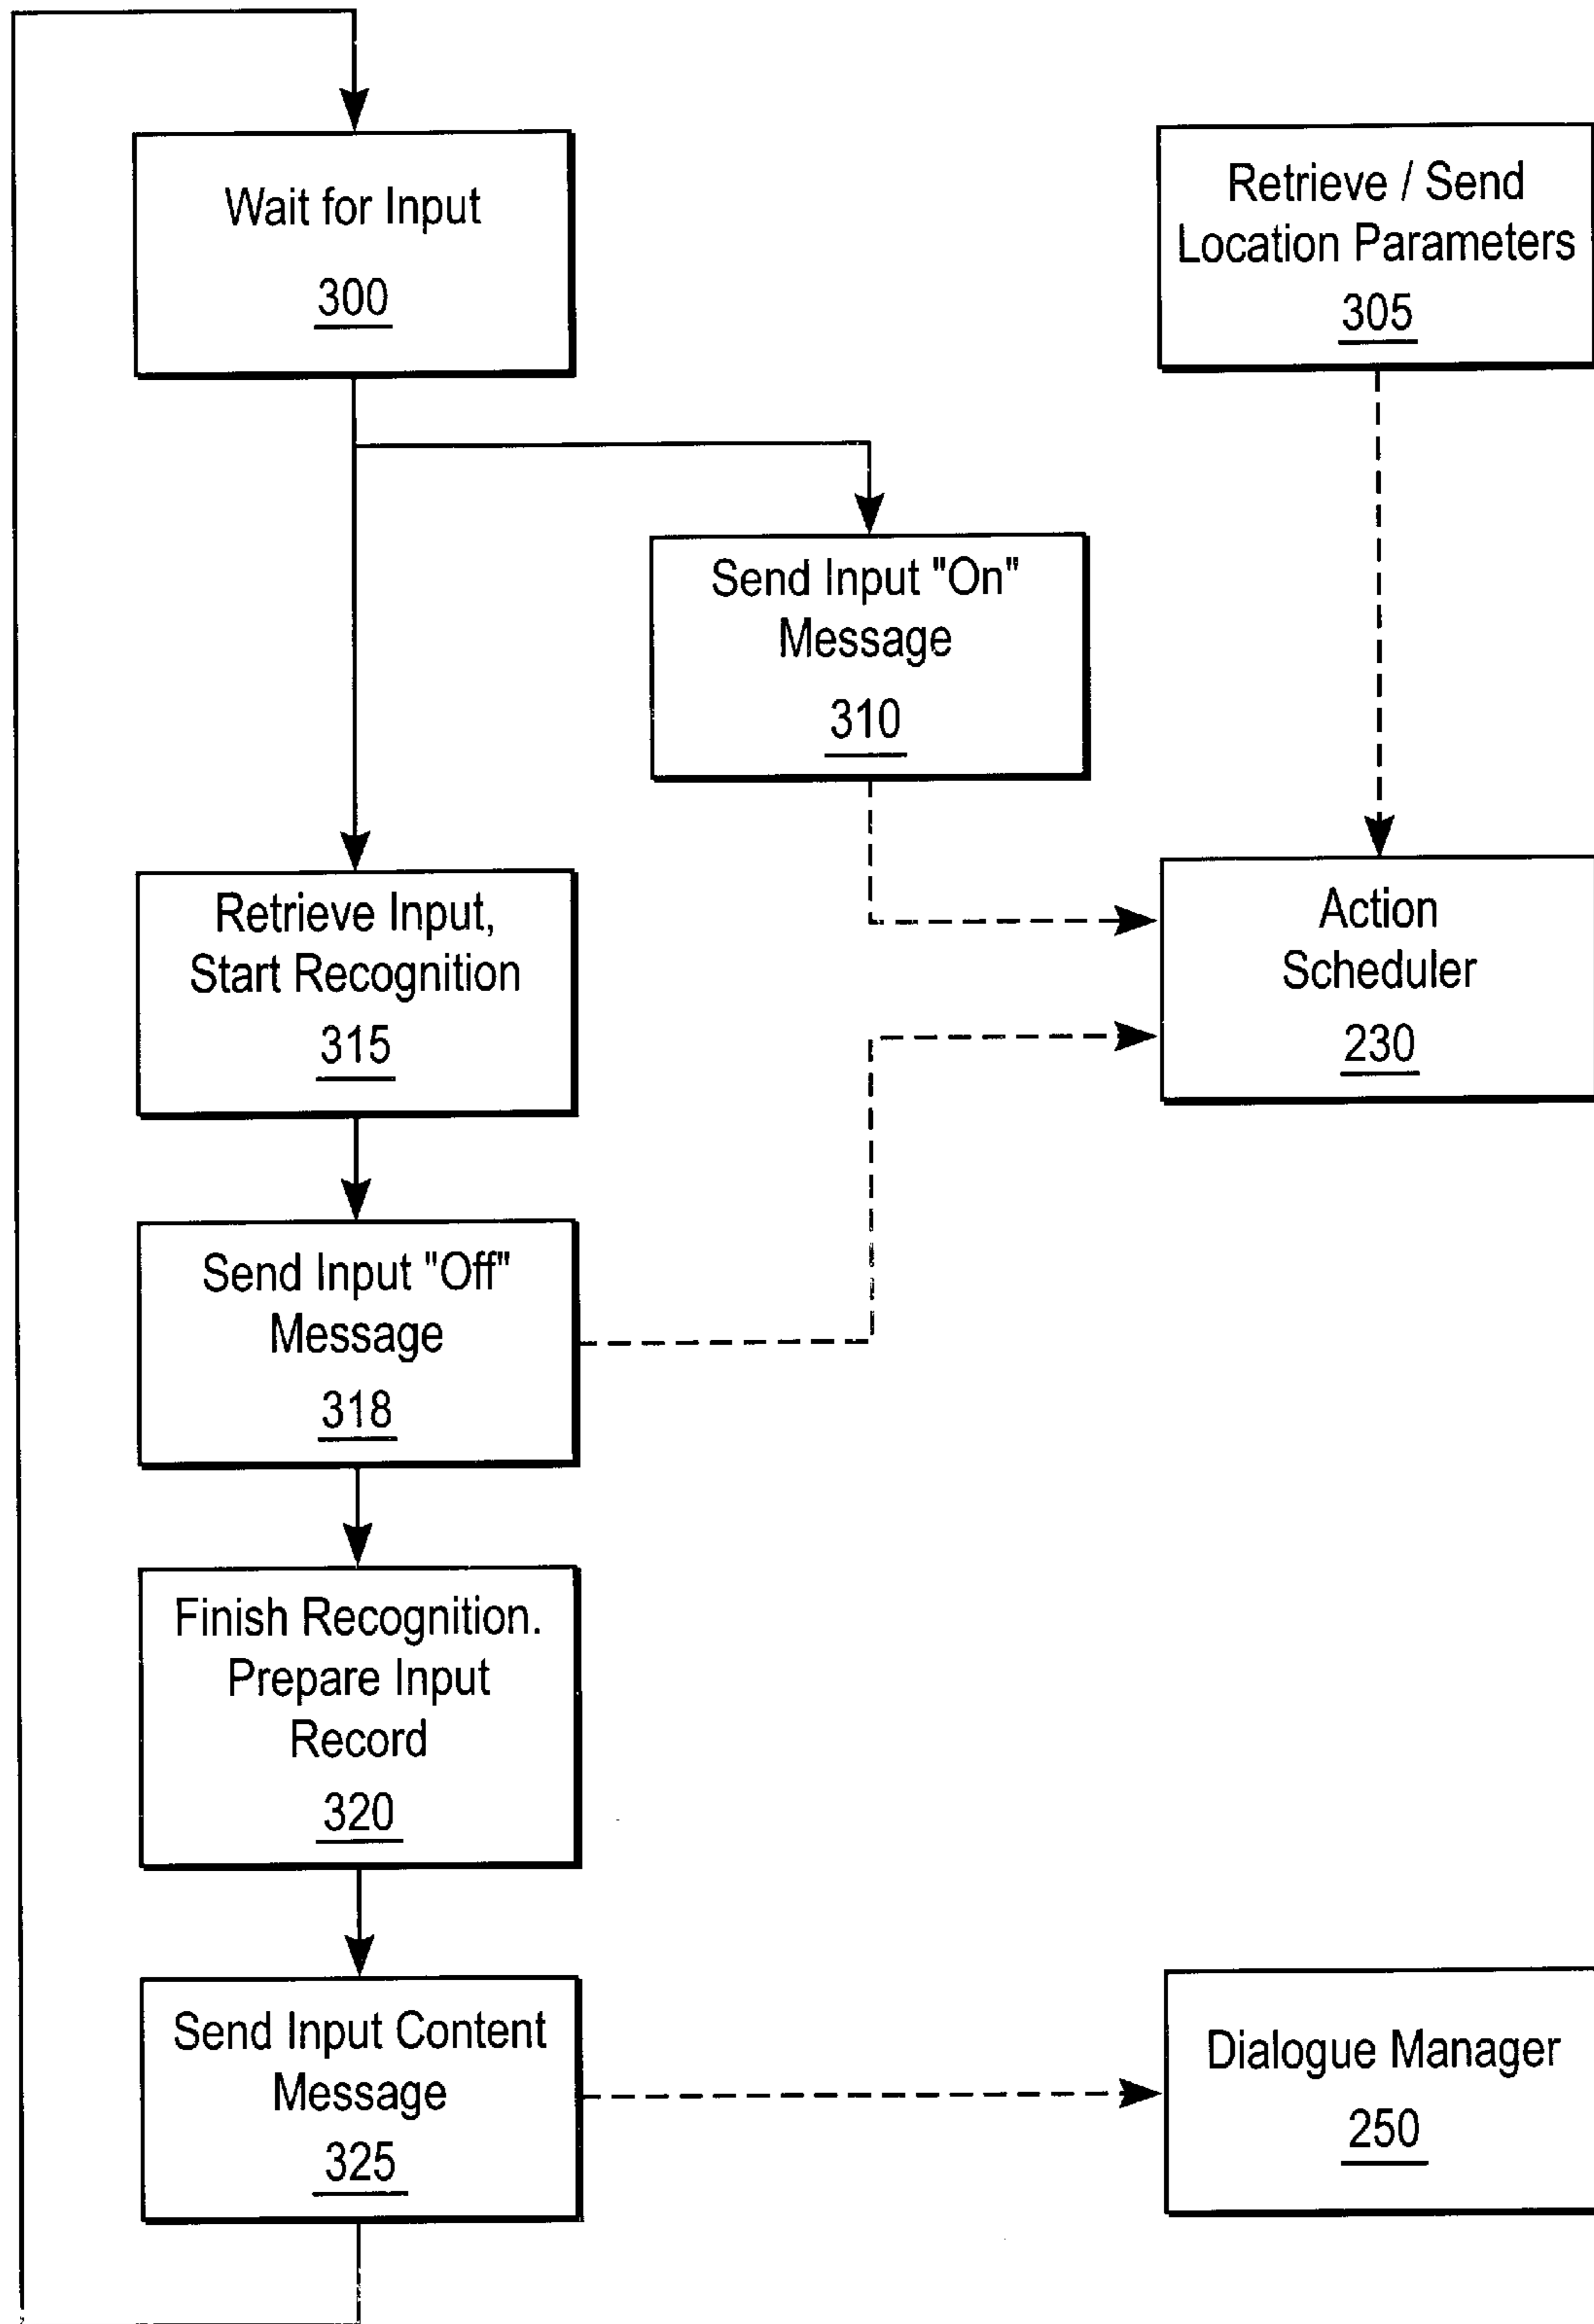 Wait for Input
300
Retrieve / Send
Location Parameters
305
Send Input "On"
Message
310
Retrieve Input,
Start Recognition
315
Action
Scheduler
230
Send Input "Off"
Message
318
Finish Recognition.
Prepare Input
Record
320
Send Input Content
Message
325
Dialogue Manager
250